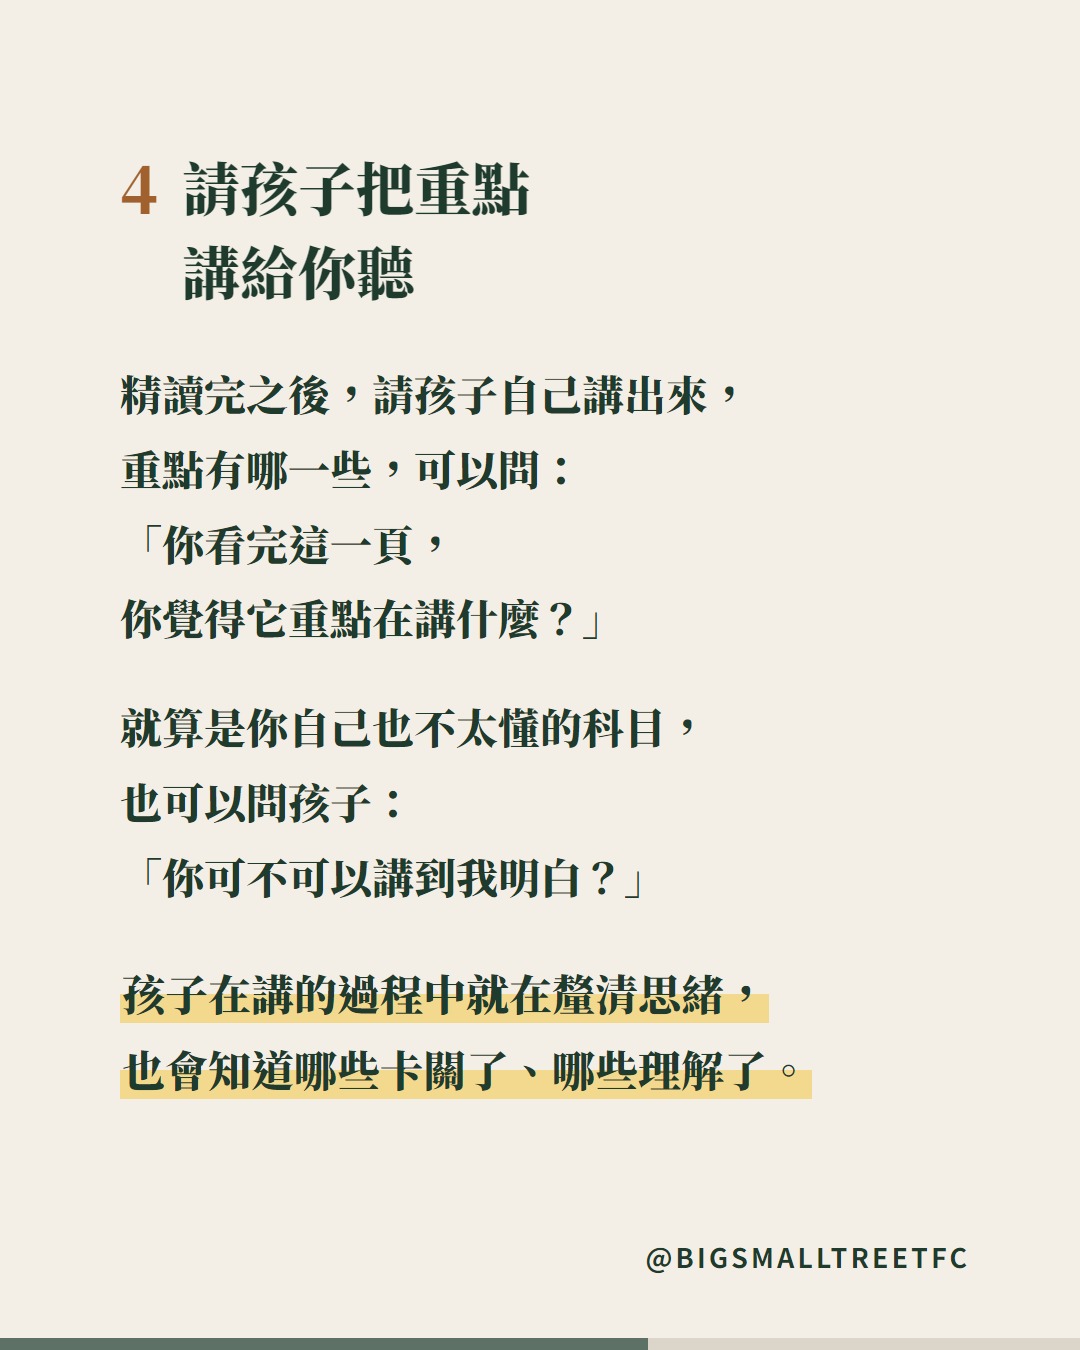 4 請孩子把重點
講給你聽
精讀完之後，請孩子自己講出來，
重點有哪一些，可以問：
「你看完這一頁，
你覺得它重點在講什麼？」
就算是你自己也不太懂的科目，
也可以問孩子：
「你可不可以講到我明白？」
孩子在講的過程中就在釐清思緒，
也會知道哪些卡關了、哪些理解了。
@BIGSMALLTREETFC